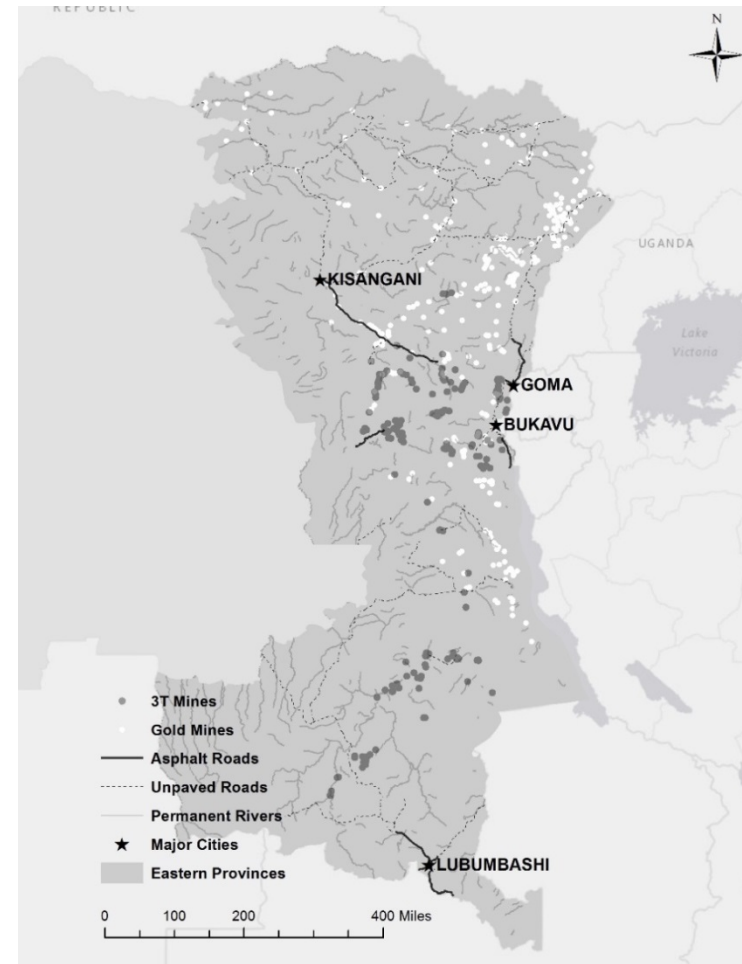 REPUBLIC
N
UGANDA
KISANGANI
Lake
Victoria
GOMA
BUKAVU
3T Mines
Gold Mines
Asphalt Roads
Unpaved Roads
Permanent Rivers
Major Cities
LUBUMBASHI
Eastern Provinces
0 100 200 400 Miles